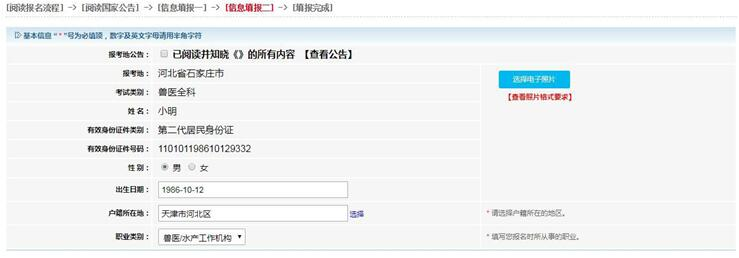 [阅读报名流程] -> [阅读国家公告] -> [信息填报一] -> [信息填报二] -> [填报完成]
基本信息 "*"号为必填项，数字及英文字母请用半角字符
报考地公告： 已阅读并知晓《》的所有内容 【查看公告】
报考地： 河北省石家庄市
选择电子照片
考试类别： 兽医全科
【查看照片格式要求】
姓 名： 小明
有效身份证件类别： 第二代居民身份证
有效身份证件号码： 110101198610129332
性 别： 男 女
出生日期： 1986-10-12
户籍所在地： 天津市河北区 选择 * 请选择户籍所在的地区。
职业类别： 兽医/水产工作机构 * 填写您报名时所从事的职业。